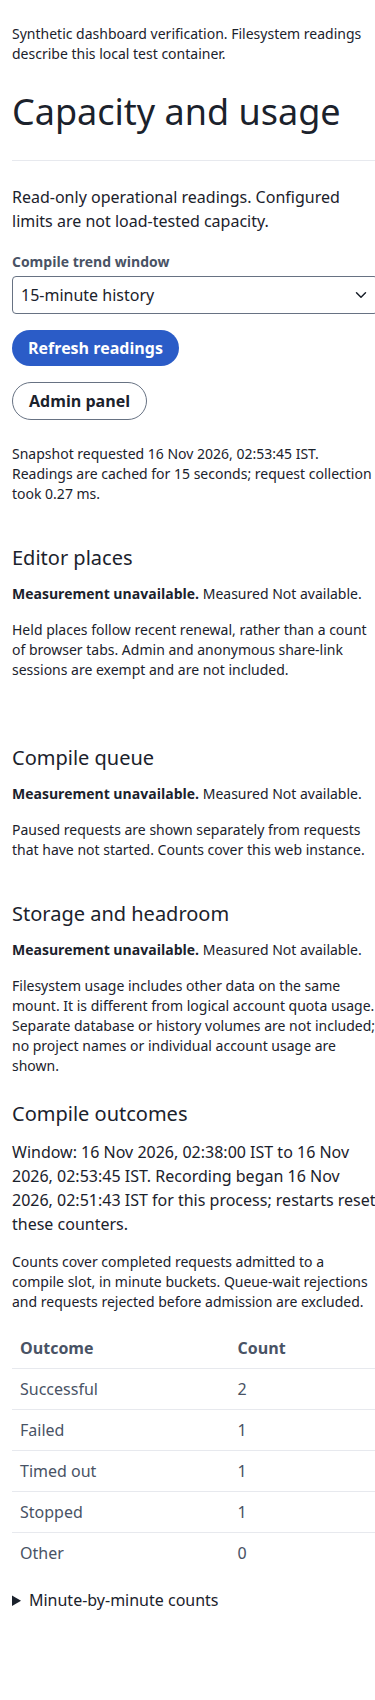 Synthetic dashboard verification. Filesystem readings
describe this local test container.
Capacity and usage
Read-only operational readings. Configured
limits are not load-tested capacity.
Compile trend window
15-minute history
Refresh readings
Admin panel
Snapshot requested 16 Nov 2026, 02:53:45 IST.
Readings are cached for 15 seconds; request collection
took 0.27 ms.
Editor places
Measurement unavailable. Measured Not available.
Held places follow recent renewal, rather than a count
of browser tabs. Admin and anonymous share-link
sessions are exempt and are not included.
Compile queue
Measurement unavailable. Measured Not available.
Paused requests are shown separately from requests
that have not started. Counts cover this web instance.
Storage and headroom
Measurement unavailable. Measured Not available.
Filesystem usage includes other data on the same
mount. It is different from logical account quota usage.
Separate database or history volumes are not included;
no project names or individual account usage are
shown.
Compile outcomes
Window: 16 Nov 2026, 02:38:00 IST to 16 Nov
2026, 02:53:45 IST. Recording began 16 Nov
2026, 02:51:43 IST for this process; restarts reset
these counters.
Counts cover completed requests admitted to a
compile slot, in minute buckets. Queue-wait rejections
and requests rejected before admission are excluded.
Outcome Count
Successful 2
Failed 1
Timed out 1
Stopped 1
Other 0
Minute-by-minute counts